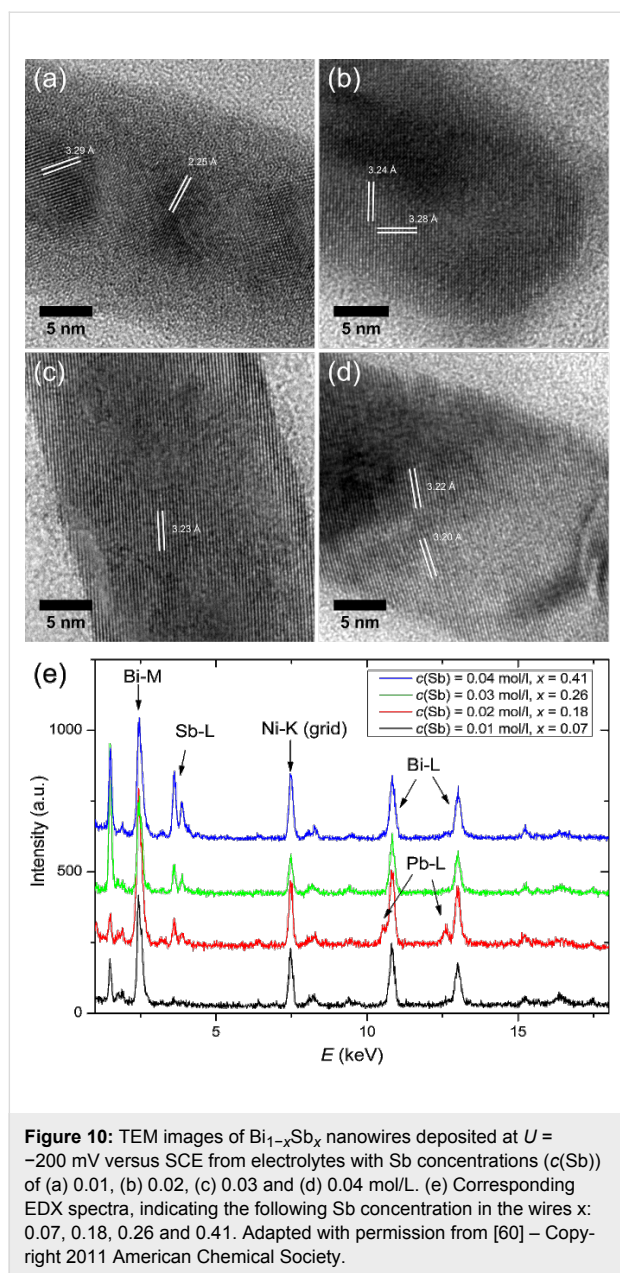 (a)
3.29 Å
2.25 Å
5 nm
(b)
3.24 Å
3.28 Å
5 nm
(c)
3.23 Å
5 nm
(d)
3.22 Å
3.20 Å
5 nm
(e)
Bi-M
Sb-L
Ni-K (grid)
Bi-L
Pb-L
c(Sb) = 0.04 mol/l, x = 0.41
c(Sb) = 0.03 mol/l, x = 0.26
c(Sb) = 0.02 mol/l, x = 0.18
c(Sb) = 0.01 mol/l, x = 0.07
Intensity (a.u.)
1000
500
0
5
10
15
E (keV)
Figure 10: TEM images of Bi₁₋ₓSbₓ nanowires deposited at U =
−200 mV versus SCE from electrolytes with Sb concentrations (c(Sb))
of (a) 0.01, (b) 0.02, (c) 0.03 and (d) 0.04 mol/L. (e) Corresponding
EDX spectra, indicating the following Sb concentration in the wires x:
0.07, 0.18, 0.26 and 0.41. Adapted with permission from [60] – Copy-
right 2011 American Chemical Society.